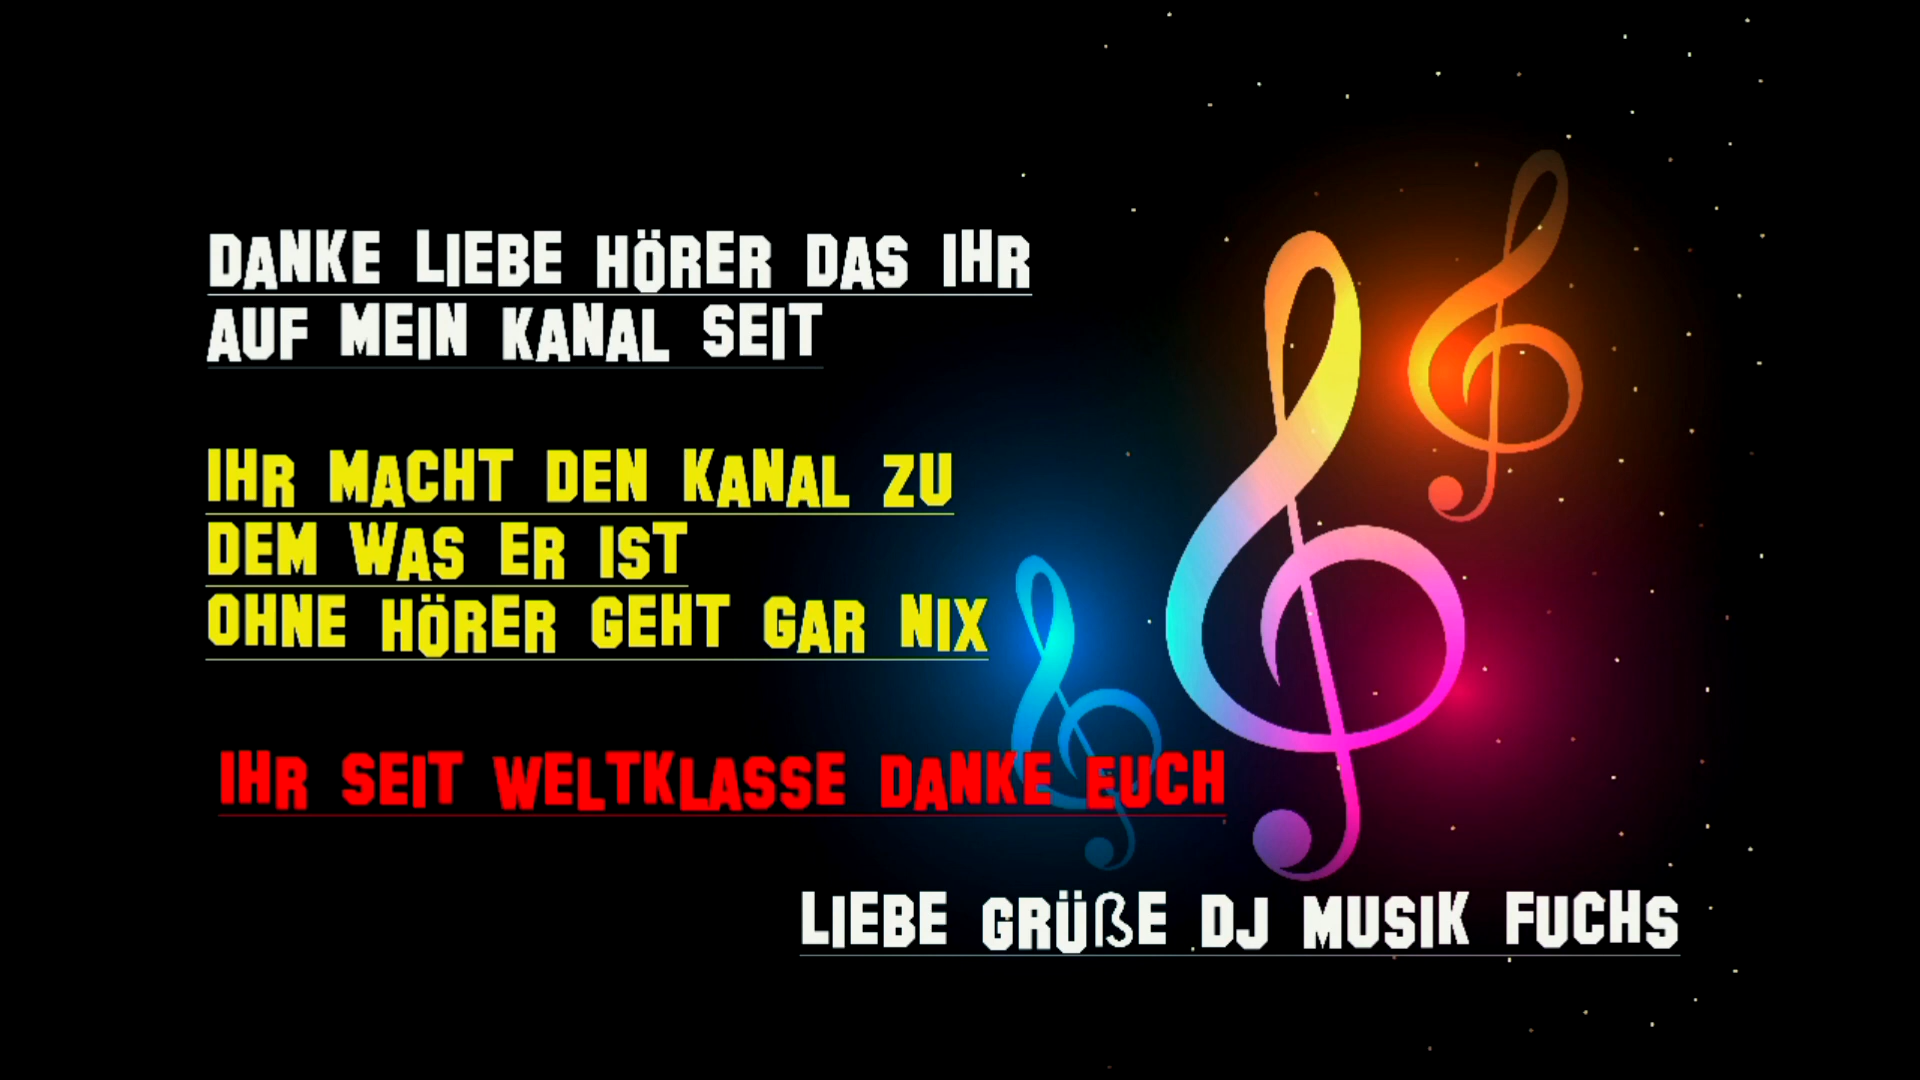 DANKE LIEBE HÖRER DAS IHR
AUF MEIN KANAL SEIT
IHR MACHT DEN KANAL ZU
DEM WAS ER IST
OHNE HÖRER GEHT GAR NIX
IHR SEIT WELTKLASSE DANKE EUCH
LIEBE GRÜßE DJ MUSIK FUCHS